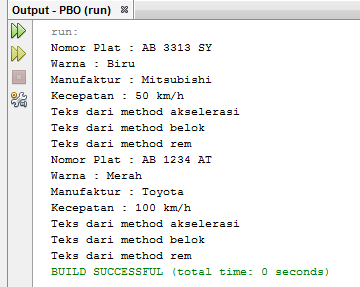 Output - PBO (run)
run:
Nomor Plat : AB 3313 SY
Warna : Biru
Manufaktur : Mitsubishi
Kecepatan : 50 km/h
Teks dari method akselerasi
Teks dari method belok
Teks dari method rem
Nomor Plat : AB 1234 AT
Warna : Merah
Manufaktur : Toyota
Kecepatan : 100 km/h
Teks dari method akselerasi
Teks dari method belok
Teks dari method rem
BUILD SUCCESSFUL (total time: 0 seconds)